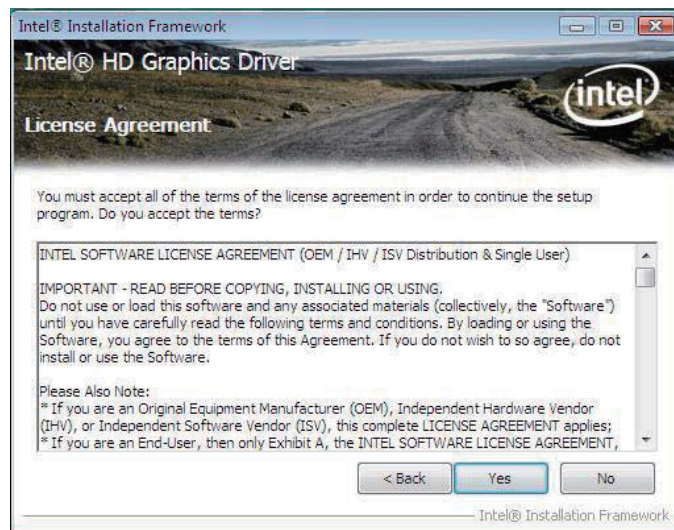 Intel® Installation Framework
Intel® HD Graphics Driver
intel
License Agreement
You must accept all of the terms of the license agreement in order to continue the setup
program. Do you accept the terms?
INTEL SOFTWARE LICENSE AGREEMENT (OEM / IHV / ISV Distribution & Single User)
IMPORTANT - READ BEFORE COPYING, INSTALLING OR USING.
Do not use or load this software and any associated materials (collectively, the "Software")
until you have carefully read the following terms and conditions. By loading or using the
Software, you agree to the terms of this Agreement. If you do not wish to so agree, do not
install or use the Software.
Please Also Note:
* If you are an Original Equipment Manufacturer (OEM), Independent Hardware Vendor
(IHV), or Independent Software Vendor (ISV), this complete LICENSE AGREEMENT applies;
* If you are an End-User, then only Exhibit A, the INTEL SOFTWARE LICENSE AGREEMENT,
< Back Yes No
Intel® Installation Framework